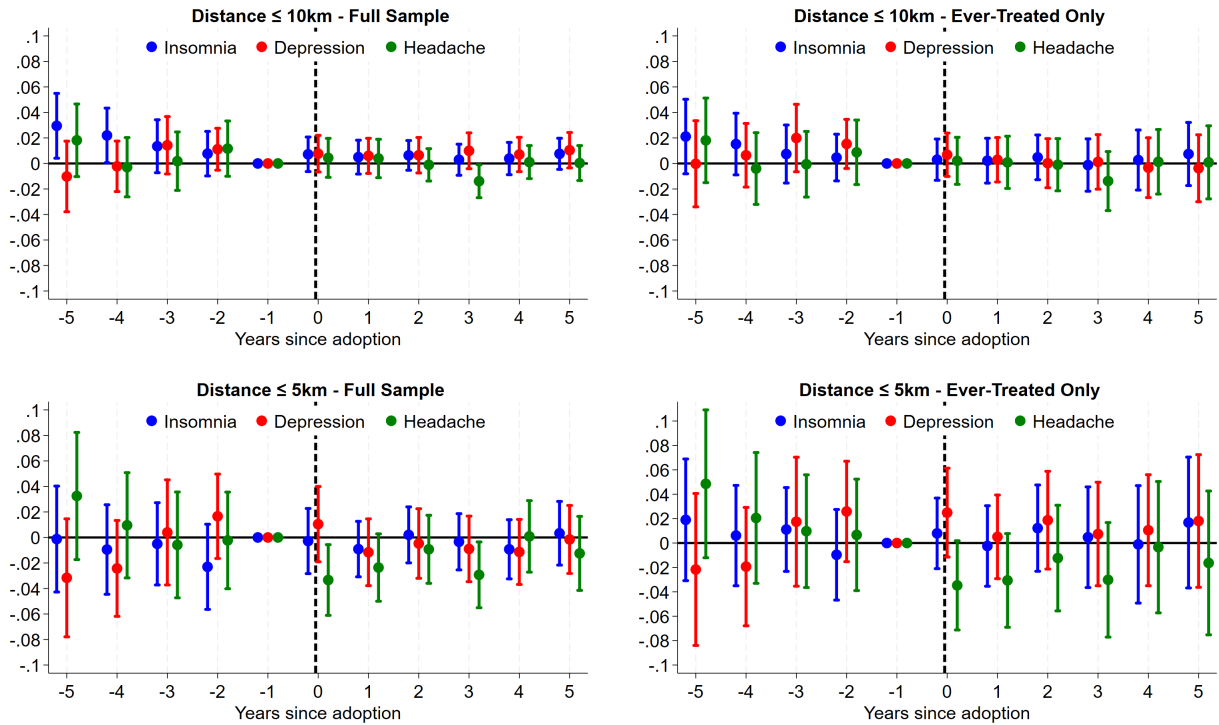 Distance ≤ 10km - Full Sample
Insomnia Depression Headache
.1
.08
.06
.04
.02
0
-.02
-.04
-.06
-.08
-.1
-5 -4 -3 -2 -1 0 1 2 3 4 5
Years since adoption
Distance ≤ 10km - Ever-Treated Only
Insomnia Depression Headache
.1
.08
.06
.04
.02
0
-.02
-.04
-.06
-.08
-.1
-5 -4 -3 -2 -1 0 1 2 3 4 5
Years since adoption
Distance ≤ 5km - Full Sample
Insomnia Depression Headache
.1
.08
.06
.04
.02
0
-.02
-.04
-.06
-.08
-.1
-5 -4 -3 -2 -1 0 1 2 3 4 5
Years since adoption
Distance ≤ 5km - Ever-Treated Only
Insomnia Depression Headache
.1
.08
.06
.04
.02
0
-.02
-.04
-.06
-.08
-.1
-5 -4 -3 -2 -1 0 1 2 3 4 5
Years since adoption